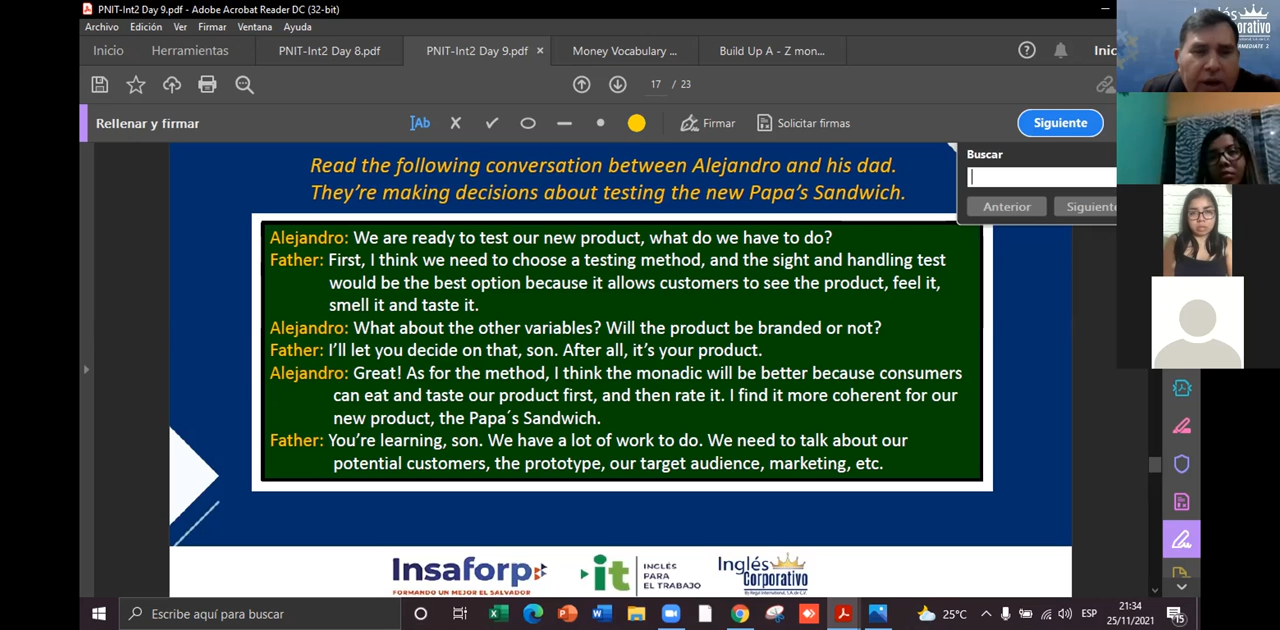 PNIT-Int2 Day 9.pdf - Adobe Acrobat Reader DC (32-bit)
Archivo Edición Ver Firmar Ventana Ayuda
Inicio Herramientas PNIT-Int2 Day 8.pdf PNIT-Int2 Day 9.pdf × Money Vocabulary ... Build Up A - Z mon... Inic
17 / 23
Rellenar y firmar Ab Firmar Solicitar firmas Siguiente
Buscar
Anterior Siguiente
Read the following conversation between Alejandro and his dad.
They're making decisions about testing the new Papa's Sandwich.
Alejandro: We are ready to test our new product, what do we have to do?
Father: First, I think we need to choose a testing method, and the sight and handling test
would be the best option because it allows customers to see the product, feel it,
smell it and taste it.
Alejandro: What about the other variables? Will the product be branded or not?
Father: I'll let you decide on that, son. After all, it's your product.
Alejandro: Great! As for the method, I think the monadic will be better because consumers
can eat and taste our product first, and then rate it. I find it more coherent for our
new product, the Papa´s Sandwich.
Father: You're learning, son. We have a lot of work to do. We need to talk about our
potential customers, the prototype, our target audience, marketing, etc.
Insaforp
FORMANDO UN MEJOR EL SALVADOR
it
INGLÉS
PARA
EL TRABAJO
Inglés
Corporativo
Escribe aquí para buscar
25°C ESP
21:34
25/11/2021
15